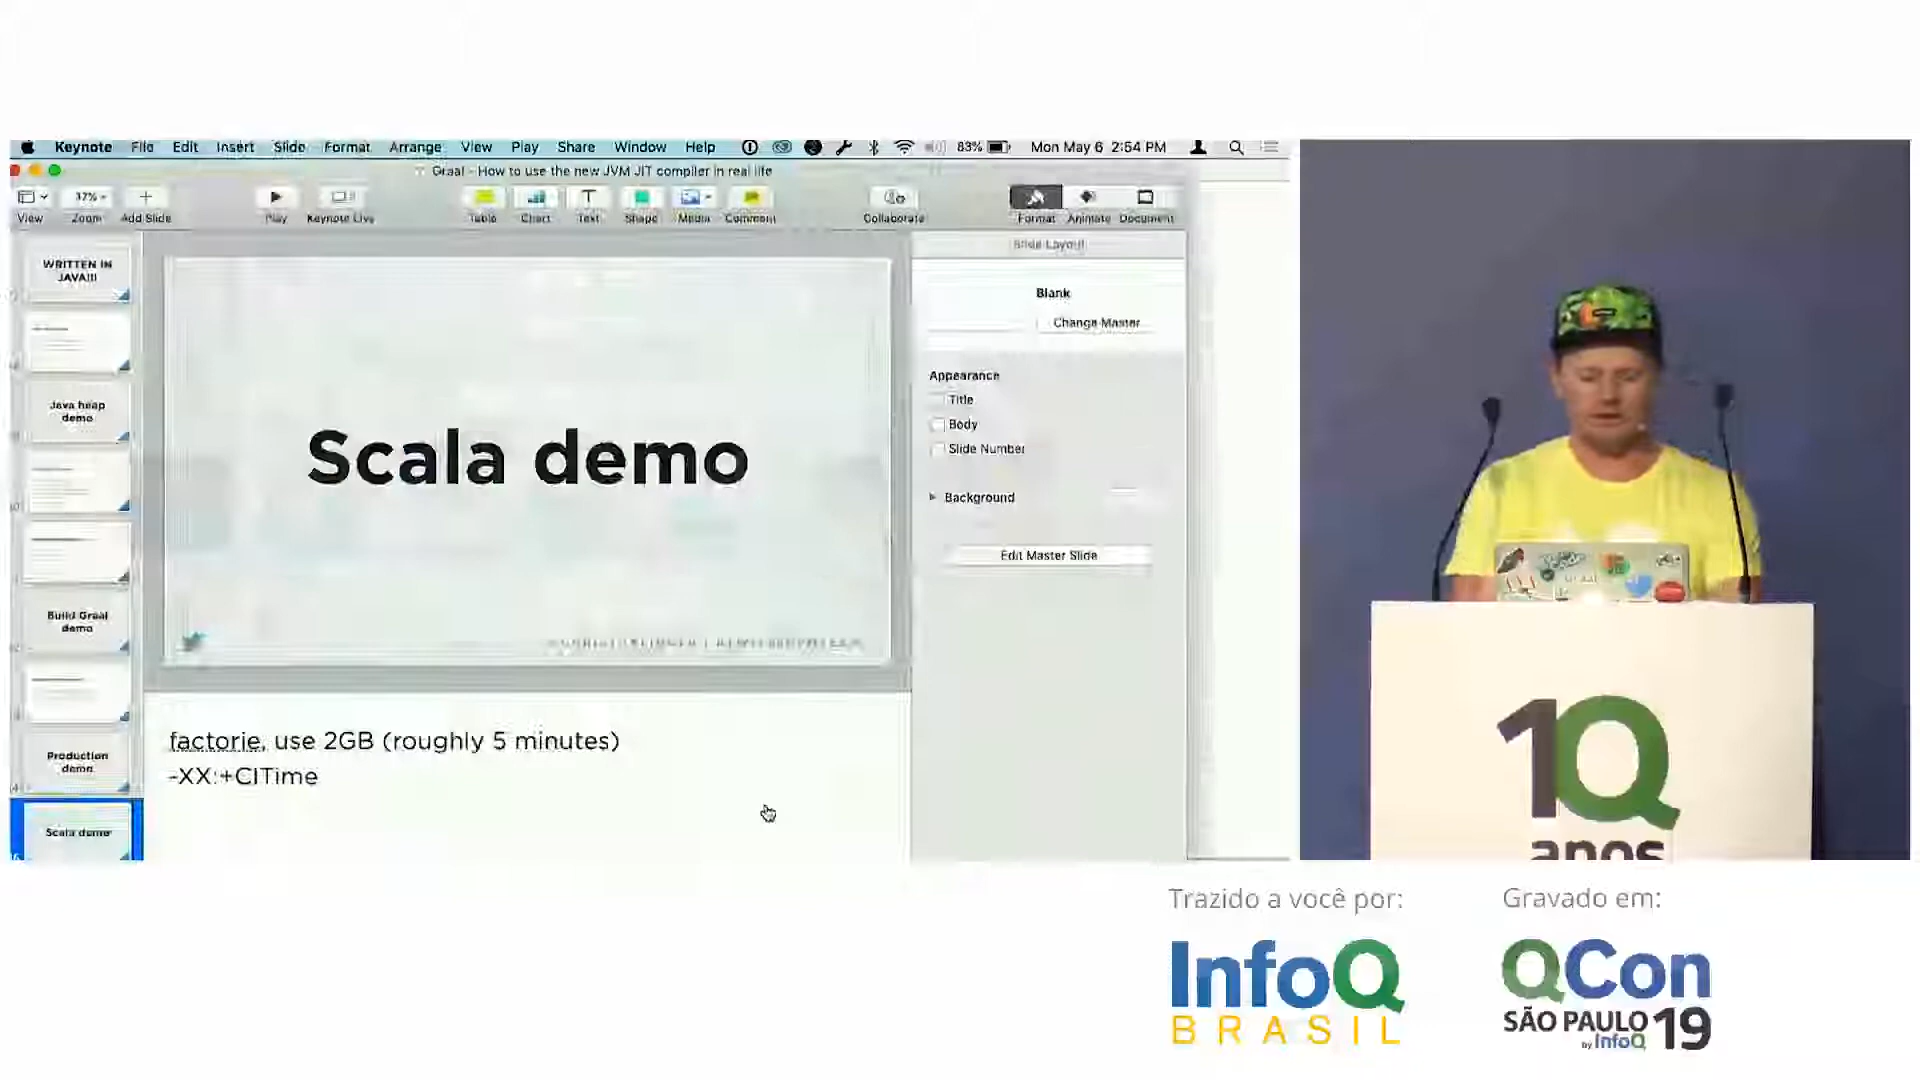 Keynote File Edit Insert Slide Format Arrange View Play Share Window Help 83% Mon May 6 2:54 PM
Graal - How to use the new JVM JIT compiler in real life
37%
View Zoom Add Slide Play Keynote Live Table Chart Text Shape Media Comment Collaborate Format Animate Document
Slide Layout
WRITTEN IN
JAVA!!!
Java heap
demo
Build Graal
demo
Production
demo
Scala demo
Scala demo
factorie, use 2GB (roughly 5 minutes)
-XX:+CITime
Blank
Change Master
Appearance
Title
Body
Slide Number
Background
Edit Master Slide
10
anos
Trazido a você por:
InfoQ
BRASIL
Gravado em:
QCon
SÃO PAULO 19
by InfoQ